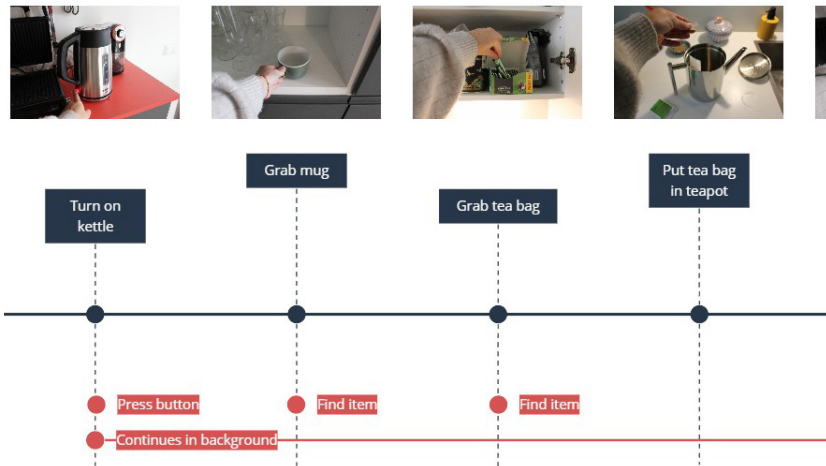 Grab mug
Put tea bag
in teapot
Turn on
kettle
Grab tea bag
Press button
Find item
Find item
Continues in background